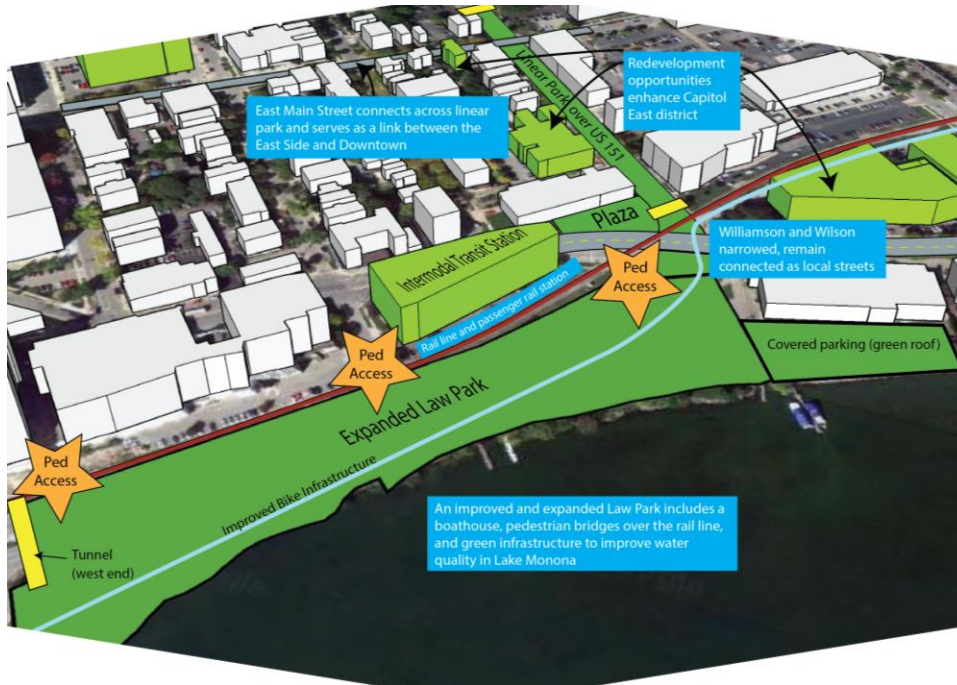 Linear Park over US 151
Redevelopment
opportunities
enhance Capitol
East district
East Main Street connects across linear
park and serves as a link between the
East Side and Downtown
Plaza
Williamson and Wilson
narrowed, remain
connected as local streets
Intermodal Transit Station
Ped
Access
Rail line and passenger rail station
Covered parking (green roof)
Ped
Access
Expanded Law Park
Ped
Access
Improved Bike Infrastructure
An improved and expanded Law Park includes a
boathouse, pedestrian bridges over the rail line,
and green infrastructure to improve water
quality in Lake Monona
Tunnel
(west end)